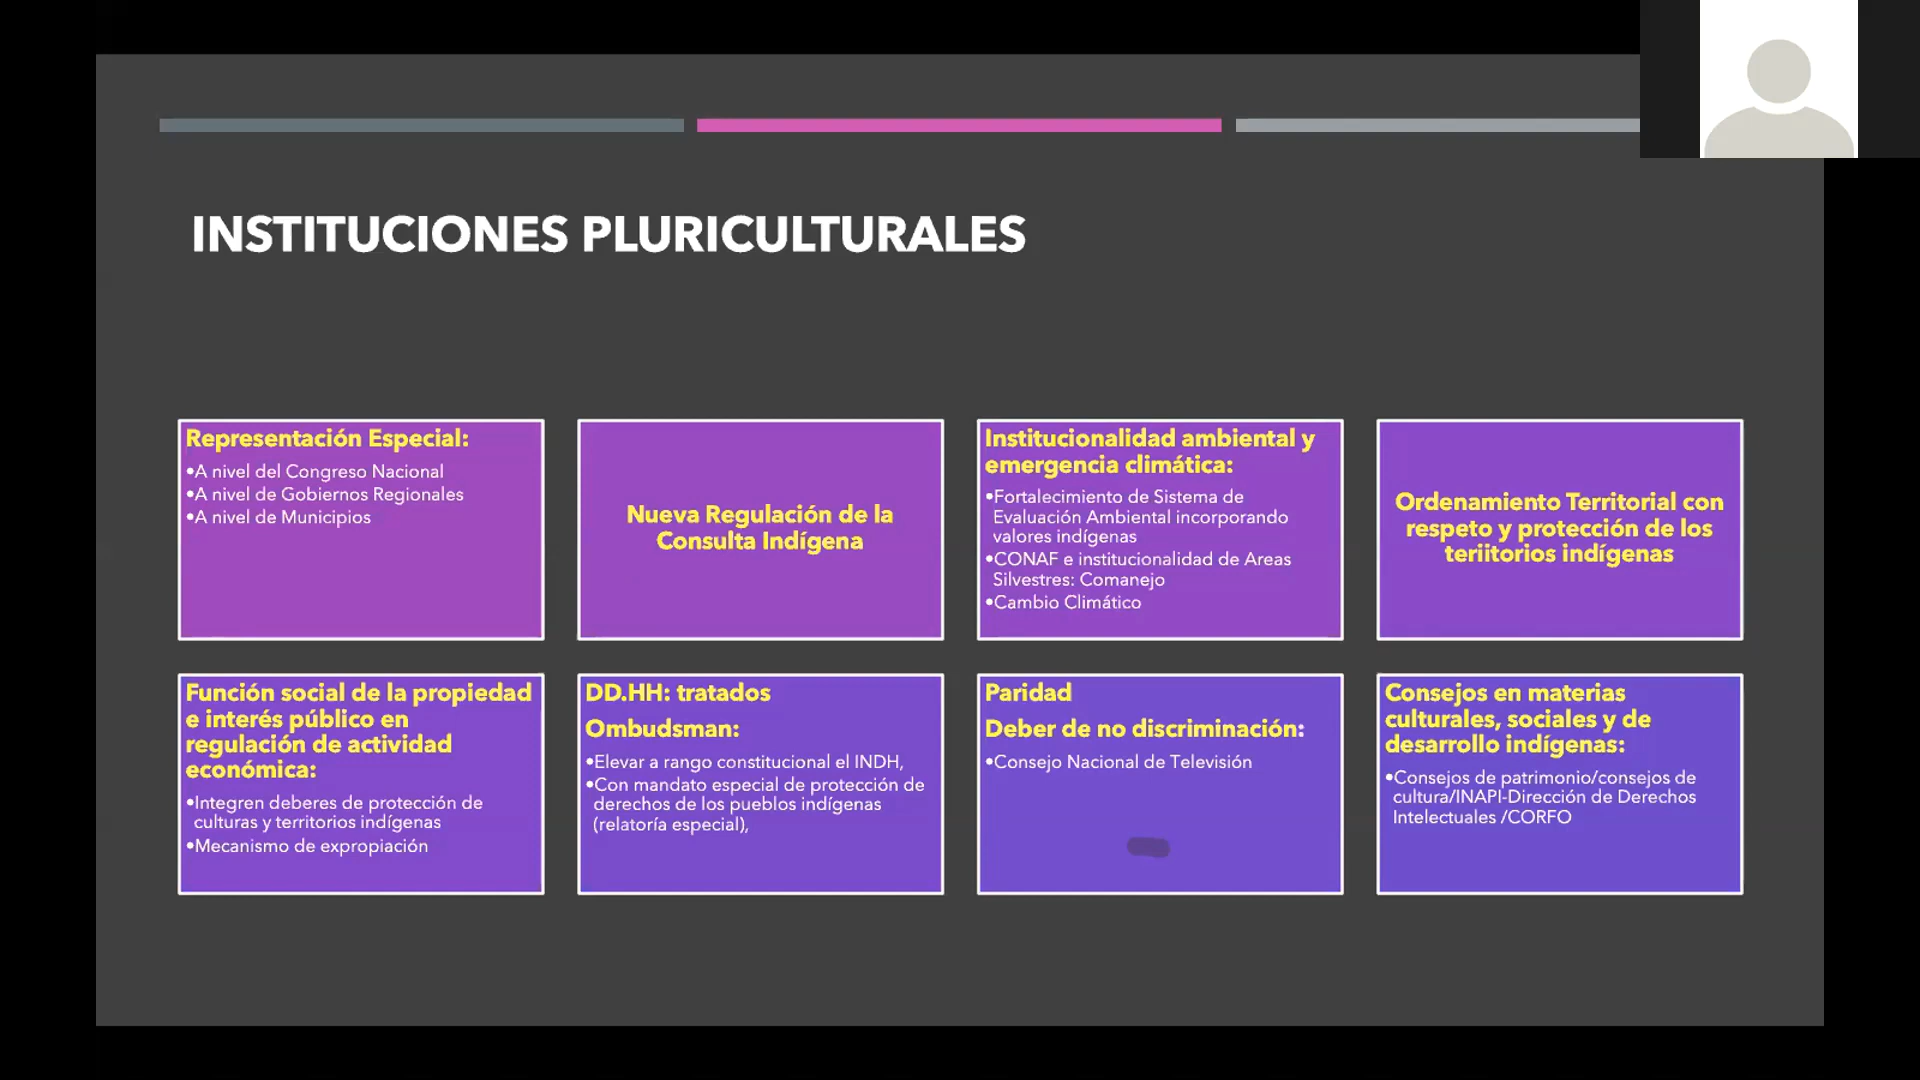 INSTITUCIONES PLURICULTURALES
Representación Especial:
•A nivel del Congreso Nacional
•A nivel de Gobiernos Regionales
•A nivel de Municipios
Nueva Regulación de la
Consulta Indígena
Institucionalidad ambiental y
emergencia climática:
•Fortalecimiento de Sistema de
Evaluación Ambiental incorporando
valores indígenas
•CONAF e institucionalidad de Areas
Silvestres: Comanejo
•Cambio Climático
Ordenamiento Territorial con
respeto y protección de los
teriitorios indígenas
Función social de la propiedad
e interés público en
regulación de actividad
económica:
•Integren deberes de protección de
culturas y territorios indígenas
•Mecanismo de expropiación
DD.HH: tratados
Ombudsman:
•Elevar a rango constitucional el INDH,
•Con mandato especial de protección de
derechos de los pueblos indígenas
(relatoría especial),
Paridad
Deber de no discriminación:
•Consejo Nacional de Televisión
Consejos en materias
culturales, sociales y de
desarrollo indígenas:
•Consejos de patrimonio/consejos de
cultura/INAPI-Dirección de Derechos
Intelectuales /CORFO